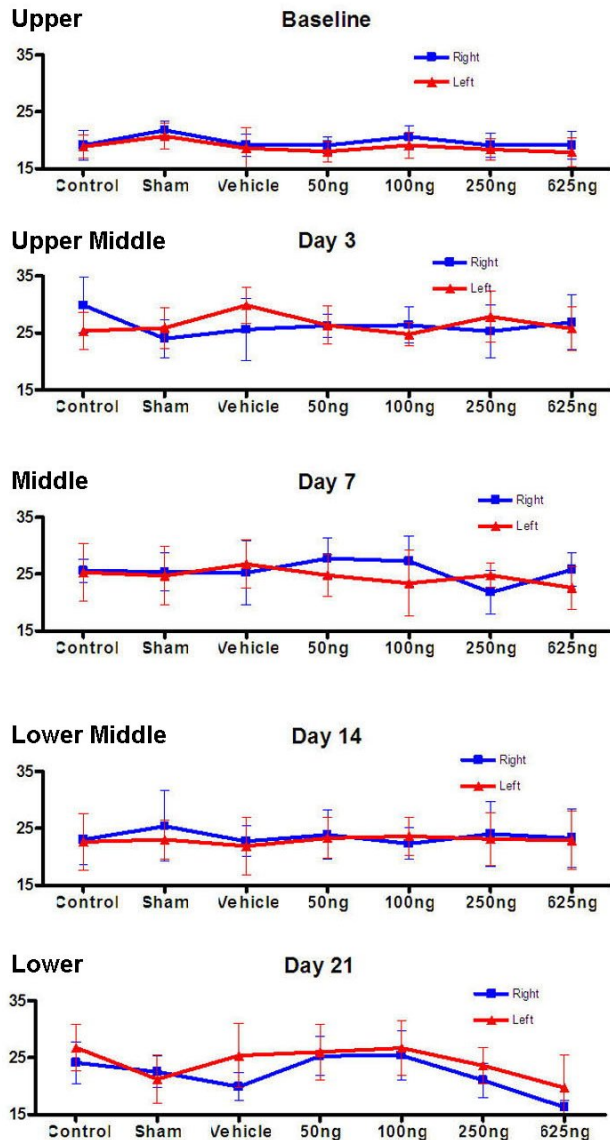 Upper Baseline
Right
Left
35
25
15
Control Sham Vehicle 50ng 100ng 250ng 625ng
Upper Middle Day 3
Right
Left
35
25
15
Control Sham Vehicle 50ng 100ng 250ng 625ng
Middle Day 7
Right
Left
35
25
15
Control Sham Vehicle 50ng 100ng 250ng 625ng
Lower Middle Day 14
Right
Left
35
25
15
Control Sham Vehicle 50ng 100ng 250ng 625ng
Lower Day 21
Right
Left
35
25
15
Control Sham Vehicle 50ng 100ng 250ng 625ng